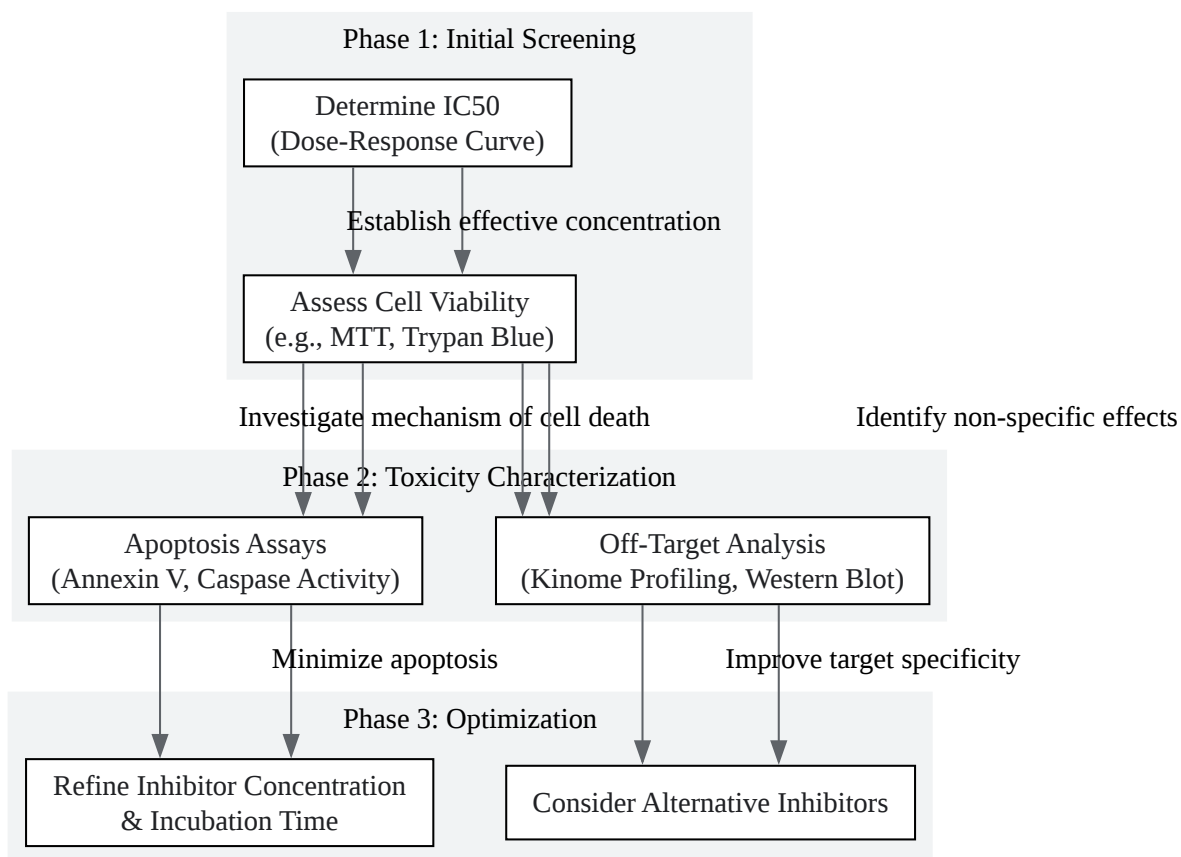 Phase 1: Initial Screening
Determine IC50
(Dose-Response Curve)
Establish effective concentration
Assess Cell Viability
(e.g., MTT, Trypan Blue)
Investigate mechanism of cell death
Identify non-specific effects
Phase 2: Toxicity Characterization
Apoptosis Assays
(Annexin V, Caspase Activity)
Off-Target Analysis
(Kinome Profiling, Western Blot)
Minimize apoptosis
Improve target specificity
Phase 3: Optimization
Refine Inhibitor Concentration
& Incubation Time
Consider Alternative Inhibitors